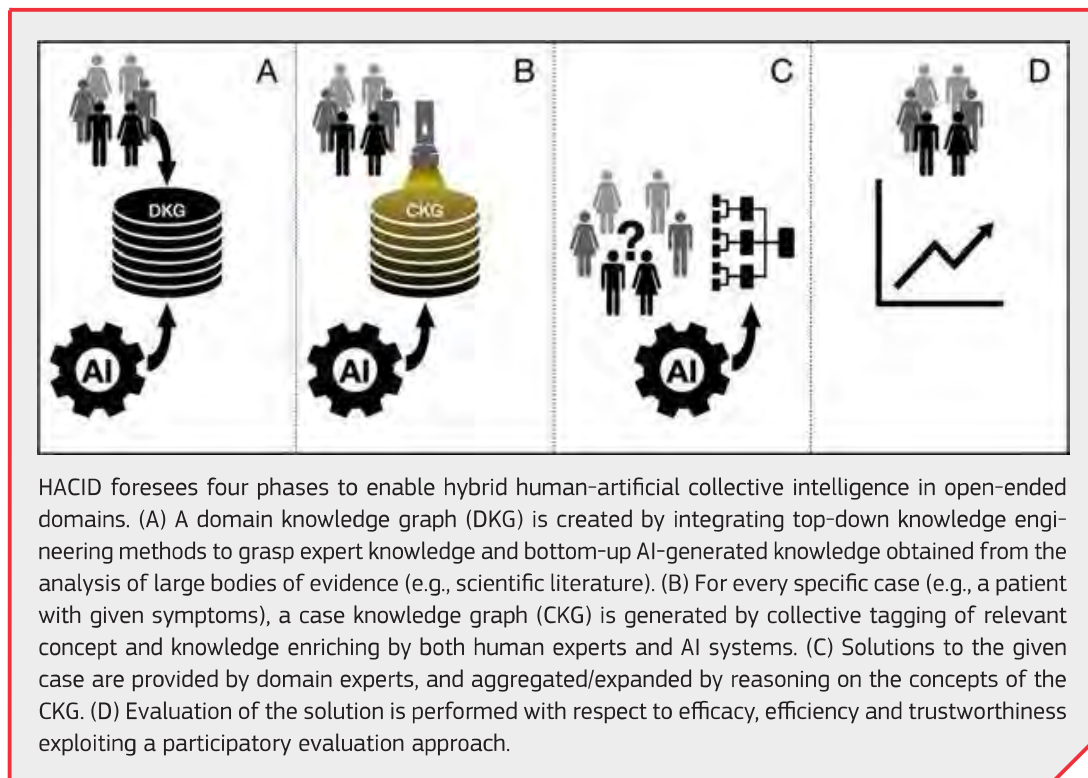 A
B
C
D
DKG
CKG
?
AI
AI
AI
HACID foresees four phases to enable hybrid human-artificial collective intelligence in open-ended
domains. (A) A domain knowledge graph (DKG) is created by integrating top-down knowledge engi-
neering methods to grasp expert knowledge and bottom-up AI-generated knowledge obtained from the
analysis of large bodies of evidence (e.g., scientific literature). (B) For every specific case (e.g., a patient
with given symptoms), a case knowledge graph (CKG) is generated by collective tagging of relevant
concept and knowledge enriching by both human experts and AI systems. (C) Solutions to the given
case are provided by domain experts, and aggregated/expanded by reasoning on the concepts of the
CKG. (D) Evaluation of the solution is performed with respect to efficacy, efficiency and trustworthiness
exploiting a participatory evaluation approach.